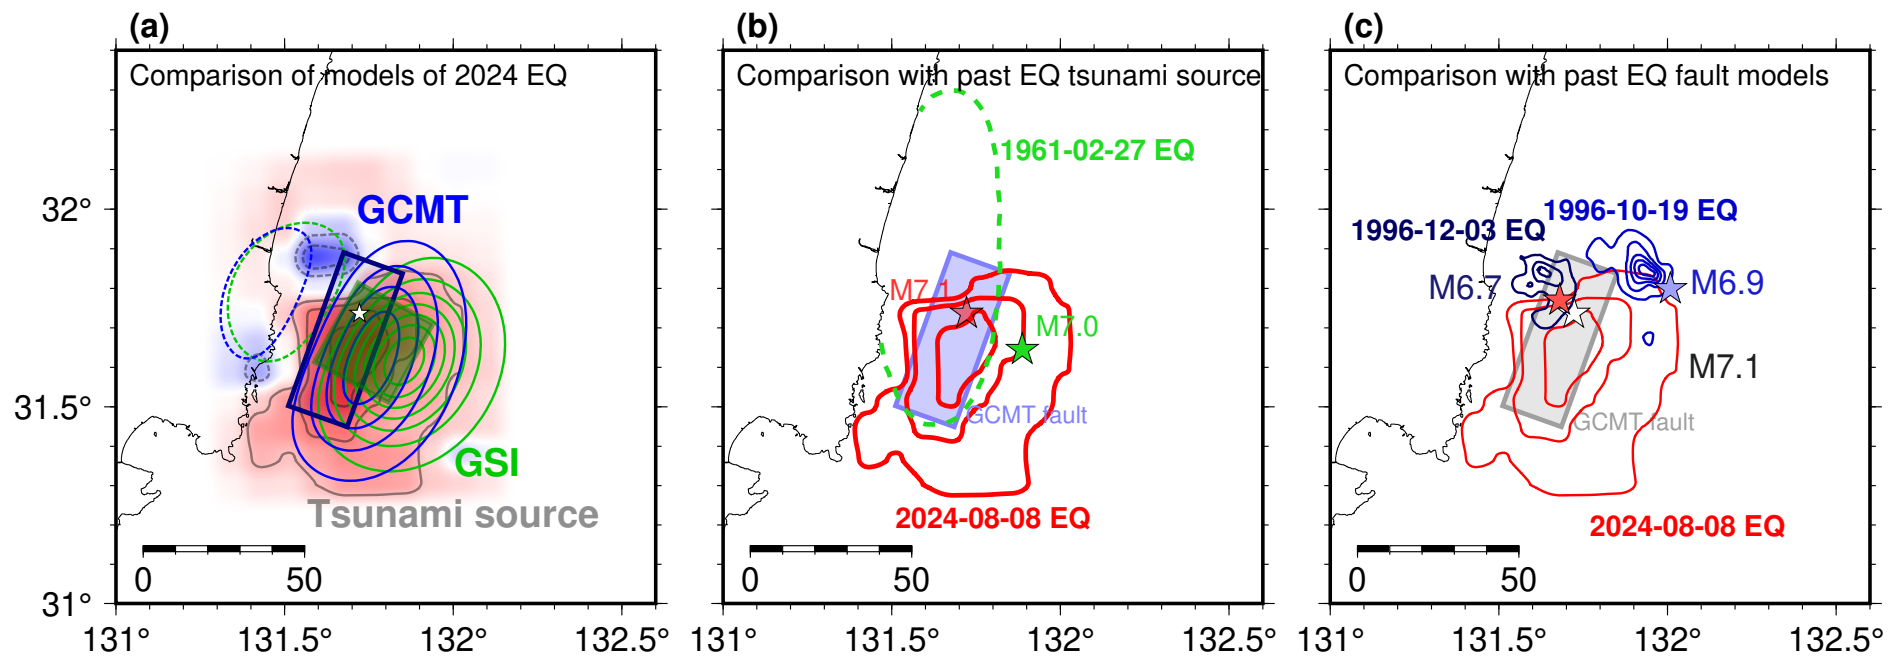 (a)
Comparison of models of 2024 EQ
GCMT
GSI
Tsunami source
0 50
32°
31.5°
31°
131° 131.5° 132° 132.5°
(b)
Comparison with past EQ tsunami source
1961-02-27 EQ
M7.1
M7.0
GCMT fault
2024-08-08 EQ
0 50
131° 131.5° 132° 132.5°
(c)
Comparison with past EQ fault models
1996-10-19 EQ
1996-12-03 EQ
M6.7
M6.9
M7.1
GCMT fault
2024-08-08 EQ
0 50
131° 131.5° 132° 132.5°